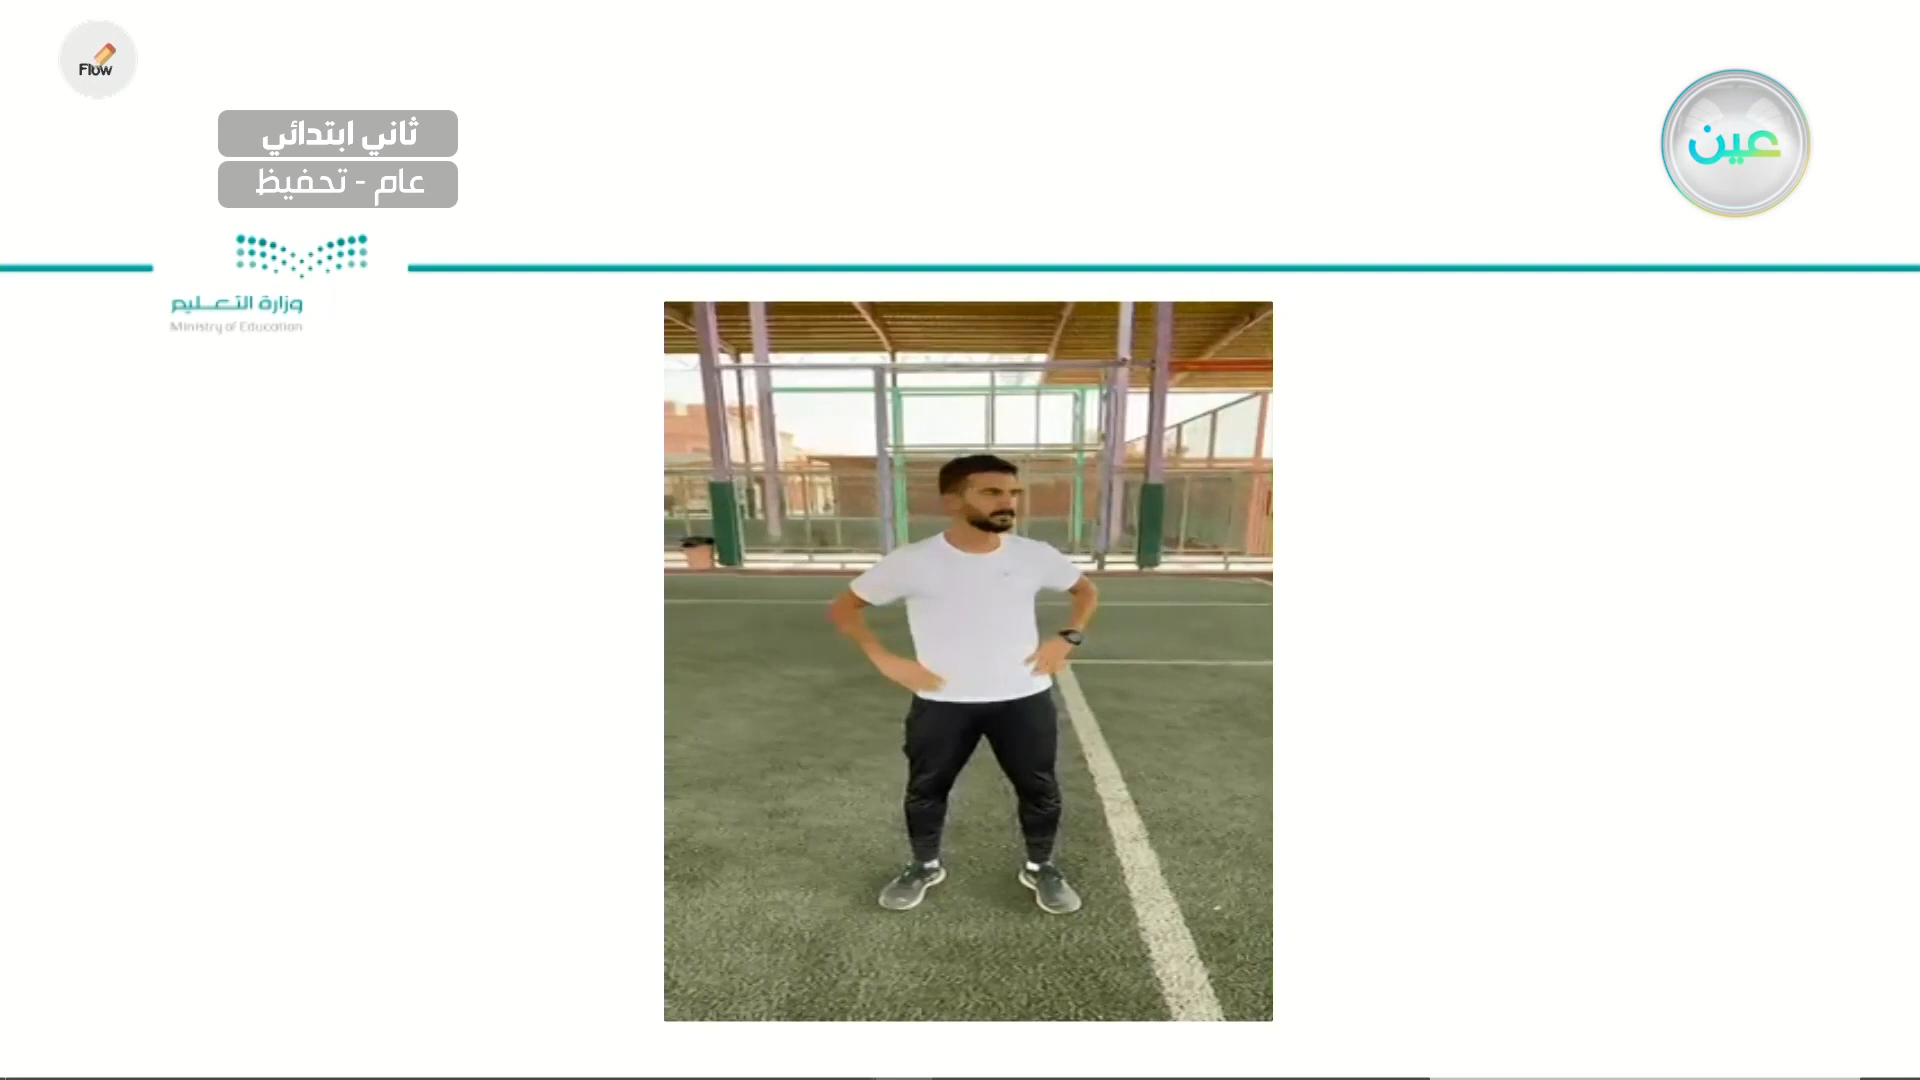 Flow
ثاني ابتدائي
عام - تحفيظ
عين
وزارة التعليم
Ministry of Education